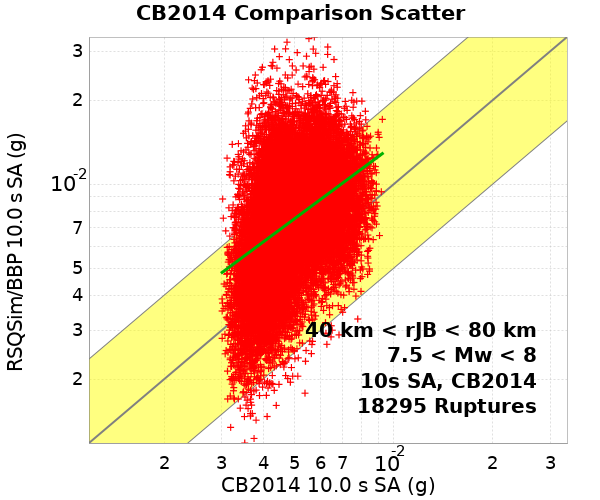 CB2014 Comparison Scatter
RSQSim/BBP 10.0 s SA (g)
3
2
10-2
7
5
4
3
2
40 km < rJB < 80 km
7.5 < Mw < 8
10s SA, CB2014
18295 Ruptures
2 3 4 5 6 7 10-2 2 3
CB2014 10.0 s SA (g)